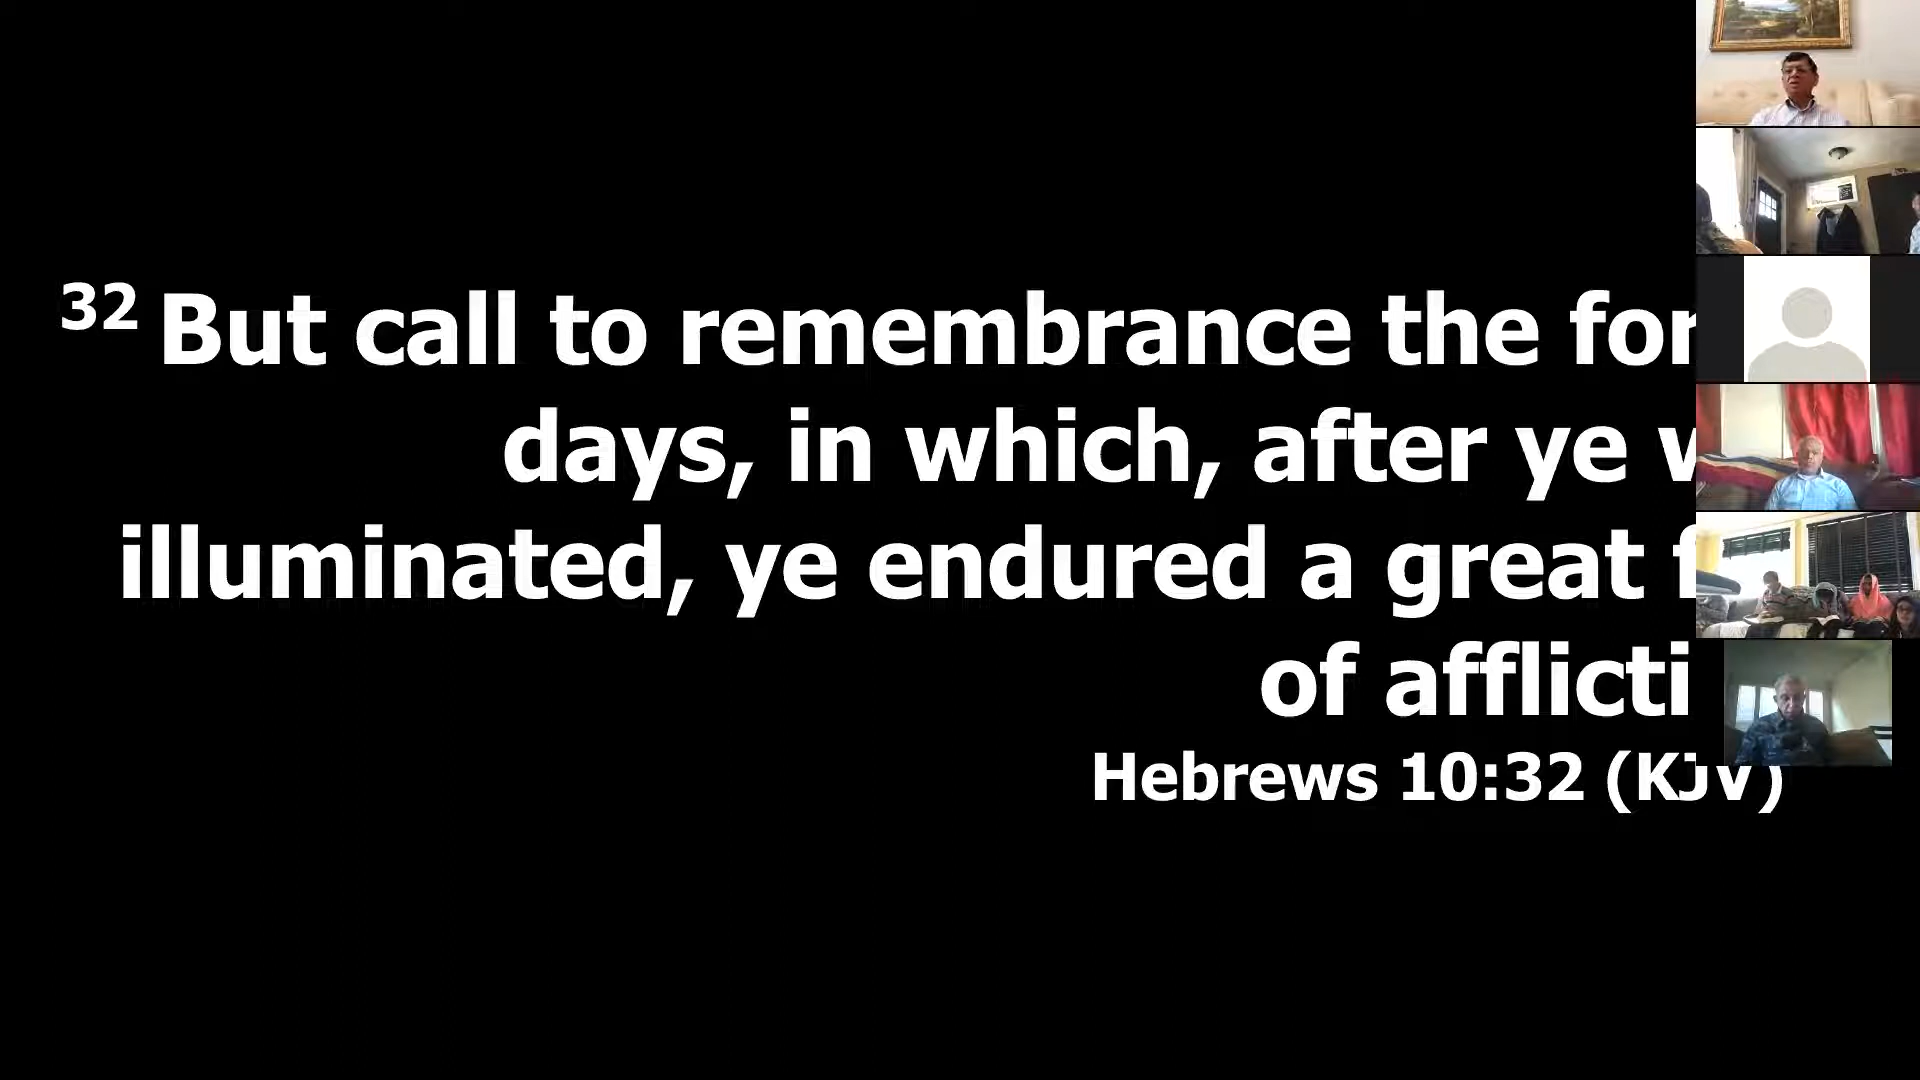 32 But call to remembrance the for
days, in which, after ye w
illuminated, ye endured a great f
of afflicti
Hebrews 10:32 (KJV)